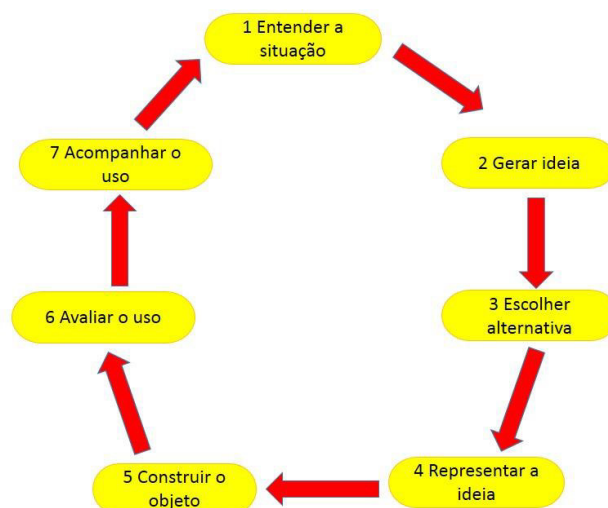 1 Entender a
situação
2 Gerar ideia
3 Escolher
alternativa
4 Representar a
ideia
5 Construir o
objeto
6 Avaliar o uso
7 Acompanhar o
uso